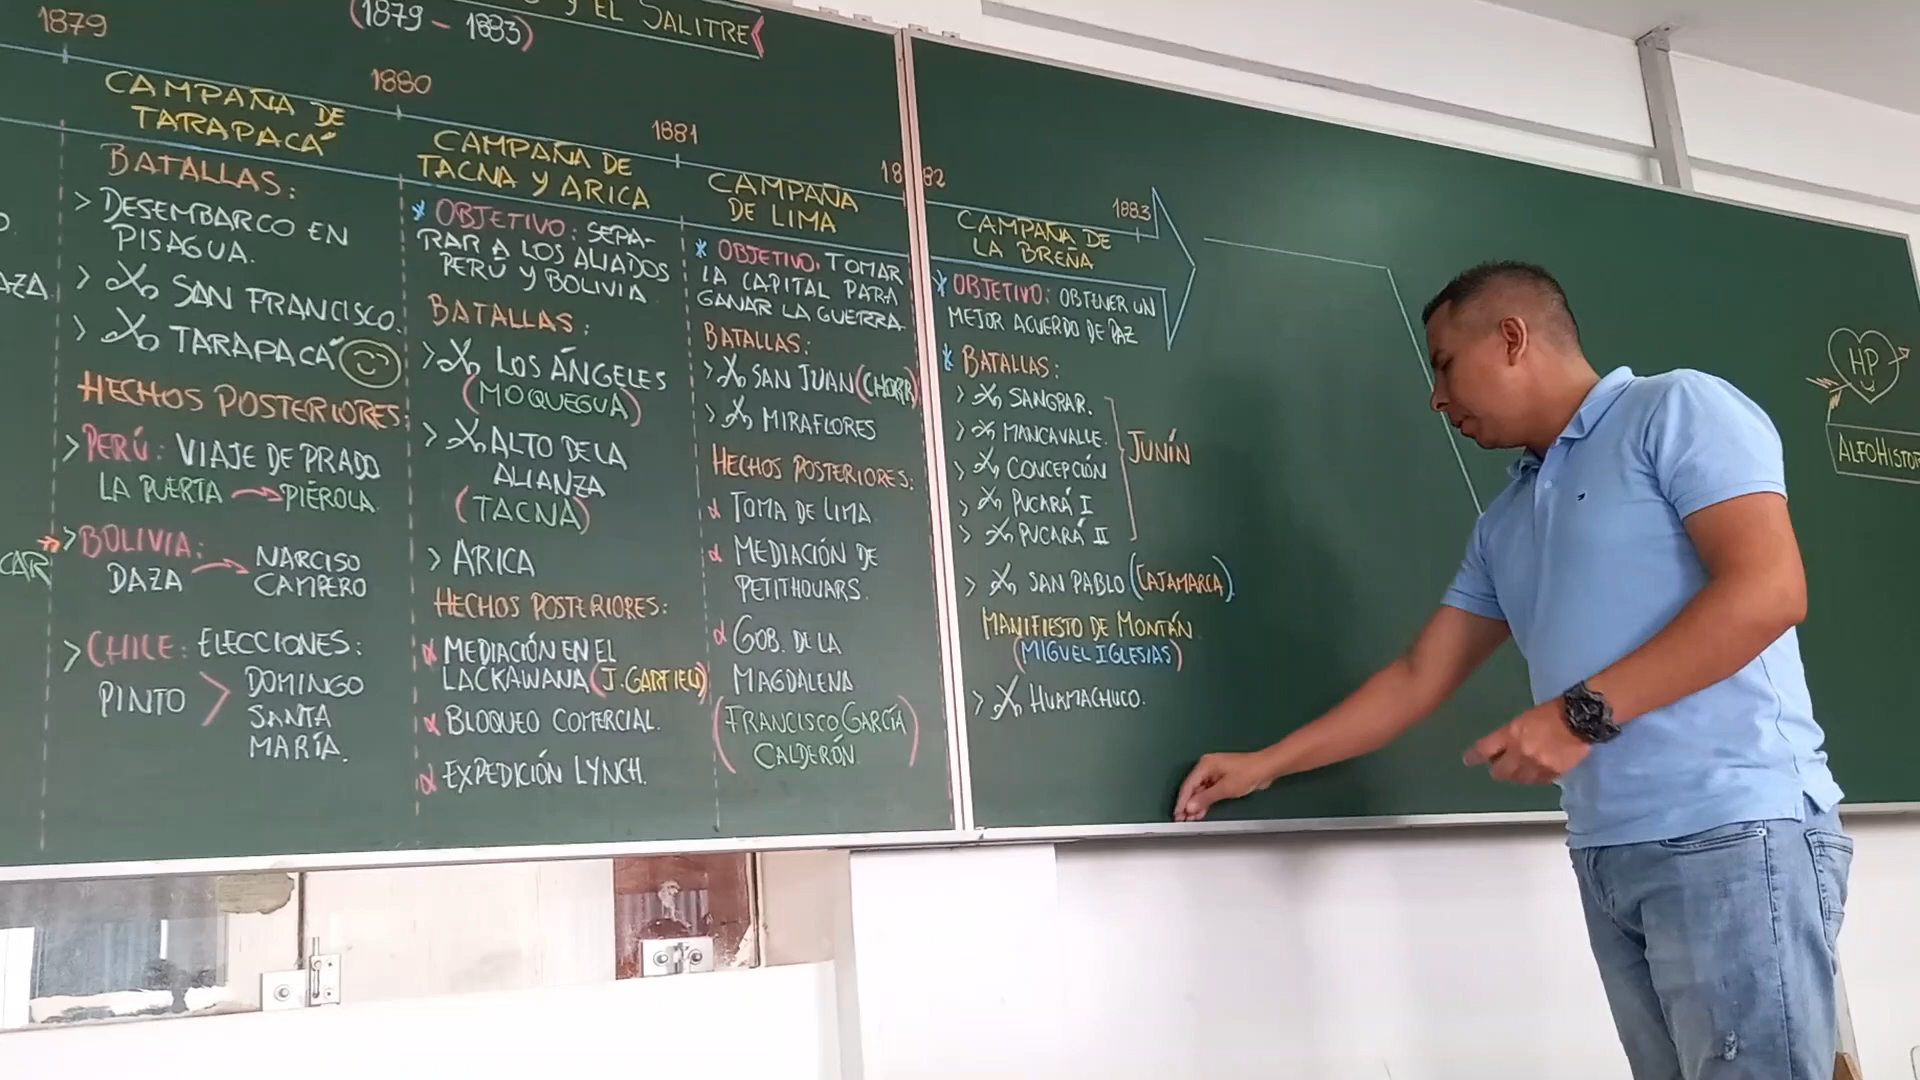 Y EL SALITRE
(1879 - 1883)
1879
1880
1881
1882
1883
CAMPAÑA DE
TARAPACÁ
BATALLAS:
> DESEMBARCO EN
PISAGUA.
> SAN FRANCISCO.
> TARAPACÁ
HECHOS POSTERIORES:
> PERÚ: VIAJE DE PRADO
LA PUERTA → PIÉROLA
> BOLIVIA:
DAZA → NARCISO
CAMPERO
> CHILE: ELECCIONES:
PINTO > DOMINGO
SANTA
MARÍA.
CAMPAÑA DE
TACNA Y ARICA
* OBJETIVO: SEPA-
RAR A LOS ALIADOS
PERÚ Y BOLIVIA
BATALLAS:
> LOS ÁNGELES
(MOQUEGUA)
> ALTO DE LA
ALIANZA
(TACNA)
> ARICA
HECHOS POSTERIORES:
α MEDIACIÓN EN EL
LACKAWANA (J. GARFIELD)
α BLOQUEO COMERCIAL.
α EXPEDICIÓN LYNCH.
CAMPAÑA
DE LIMA
* OBJETIVO: TOMAR
LA CAPITAL PARA
GANAR LA GUERRA
BATALLAS:
> SAN JUAN (CHORR)
> MIRAFLORES
HECHOS POSTERIORES:
α TOMA DE LIMA
α MEDIACIÓN DE
PETITHOUARS.
α GOB. DE LA
MAGDALENA
(FRANCISCO GARCÍA
CALDERÓN)
CAMPAÑA DE
LA BREÑA
* OBJETIVO: OBTENER UN
MEJOR ACUERDO DE PAZ
* BATALLAS:
> SANGRAR.
> MANCAVALLE.
> CONCEPCIÓN
> PUCARÁ I
> PUCARÁ II
JUNÍN
> SAN PABLO (CAJAMARCA).
MANIFIESTO DE MONTÁN
(MIGUEL IGLESIAS)
> HUAMACHUCO.
HP
ALFOHISTOR